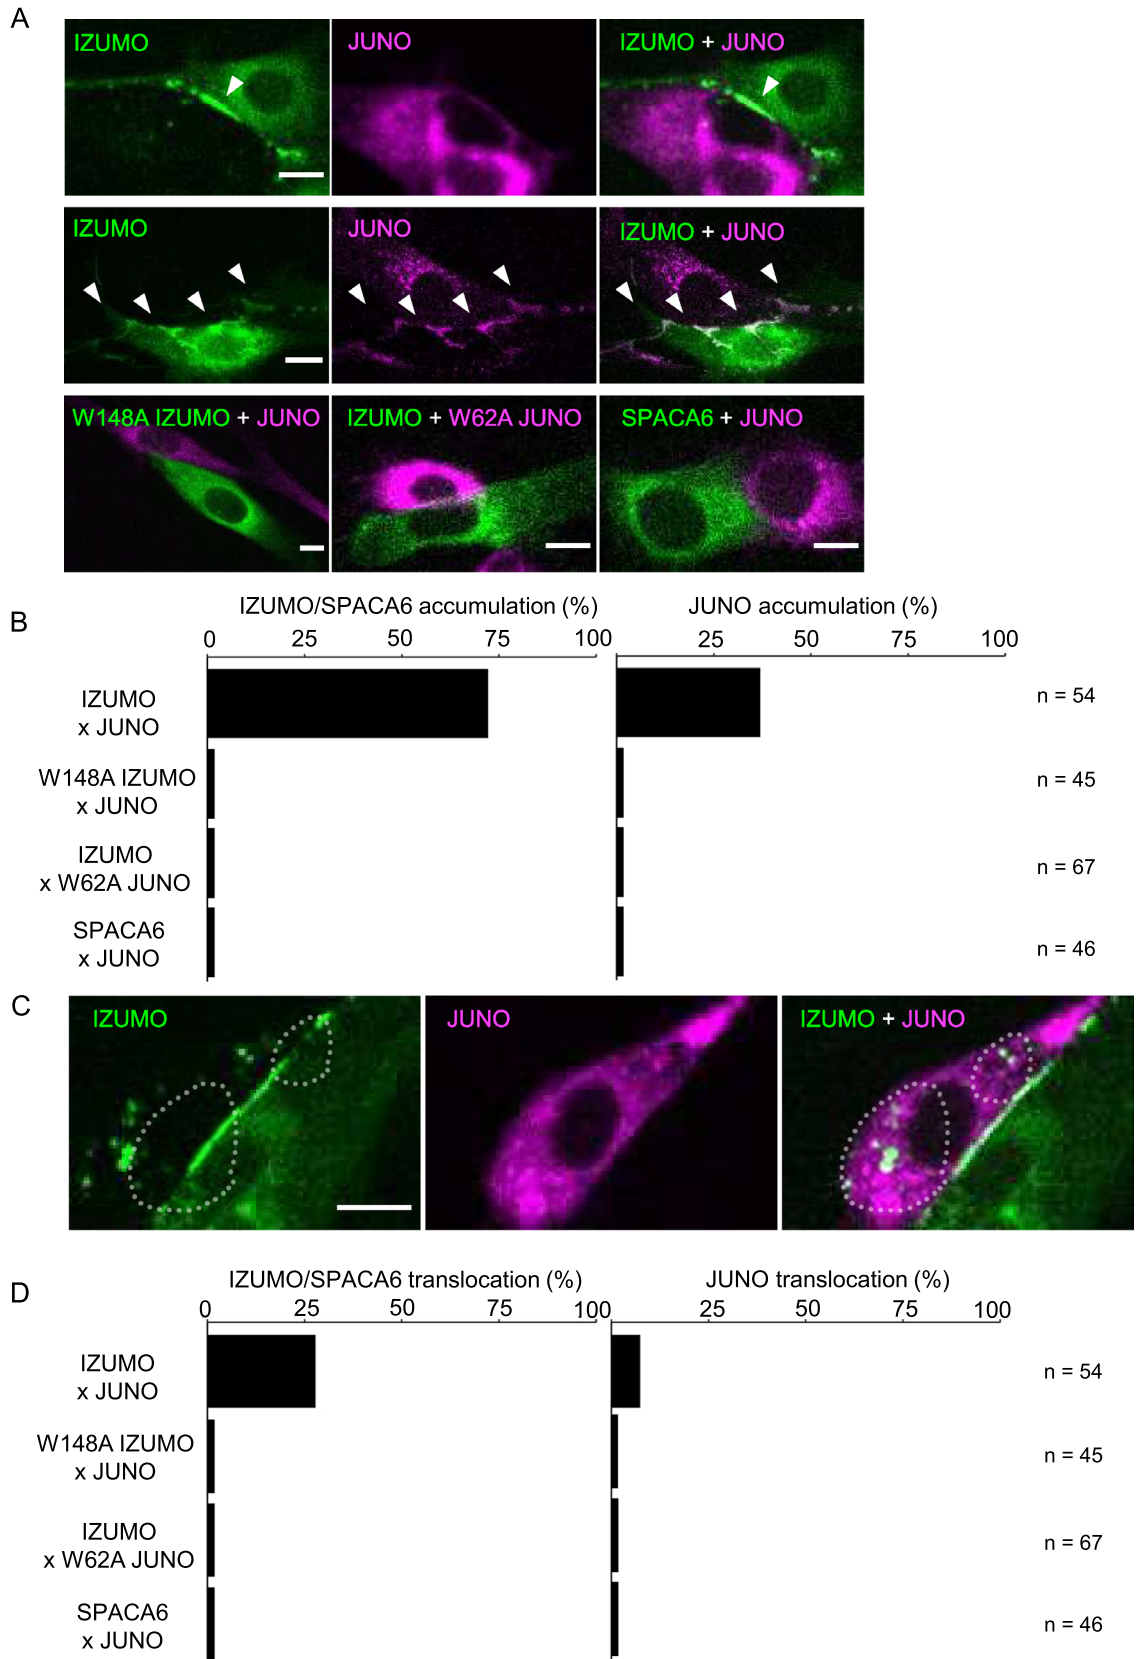 A
IZUMO
JUNO
IZUMO + JUNO
IZUMO
JUNO
IZUMO + JUNO
W148A IZUMO + JUNO
IZUMO + W62A JUNO
SPACA6 + JUNO
B
IZUMO/SPACA6 accumulation (%)
JUNO accumulation (%)
0 25 50 75 100
25 50 75 100
IZUMO
x JUNO
n = 54
W148A IZUMO
x JUNO
n = 45
IZUMO
x W62A JUNO
n = 67
SPACA6
x JUNO
n = 46
C
IZUMO
JUNO
IZUMO + JUNO
D
IZUMO/SPACA6 translocation (%)
JUNO translocation (%)
0 25 50 75 100
25 50 75 100
IZUMO
x JUNO
n = 54
W148A IZUMO
x JUNO
n = 45
IZUMO
x W62A JUNO
n = 67
SPACA6
x JUNO
n = 46